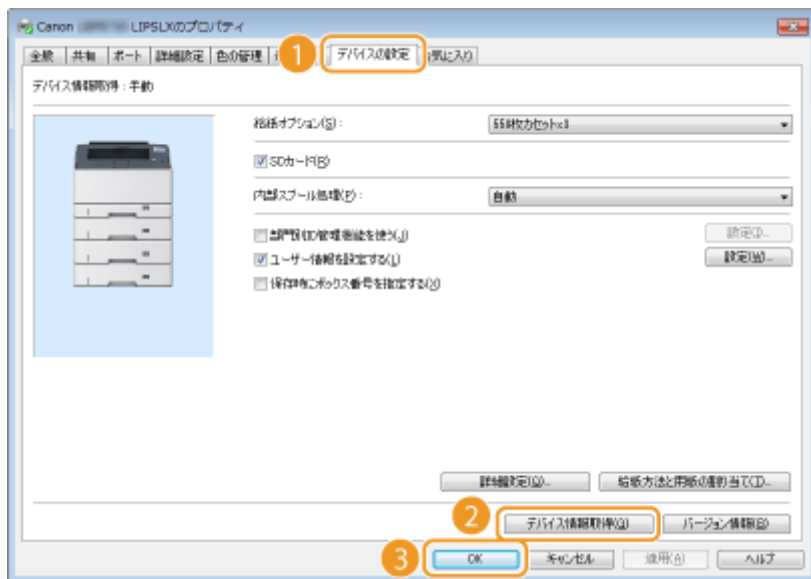 Canon LIPSLXのプロパティ
全般 共有 ポート 詳細設定 色の管理 1 デバイスの設定 お気に入り
デバイス情報取得:手動
給紙オプション(S):
550枚カセットx3
SDカード(R)
内部スプール処理(P):
自動
部門別ID管理機能を使う(J)
設定(I)...
ユーザー情報を設定する(L)
設定(W)...
保存時にボックス番号を指定する(X)
詳細設定(Q)...
給紙方法と用紙の割り当て(T)...
2 デバイス情報取得(G)
バージョン情報(B)
3 OK キャンセル 適用(A) ヘルプ